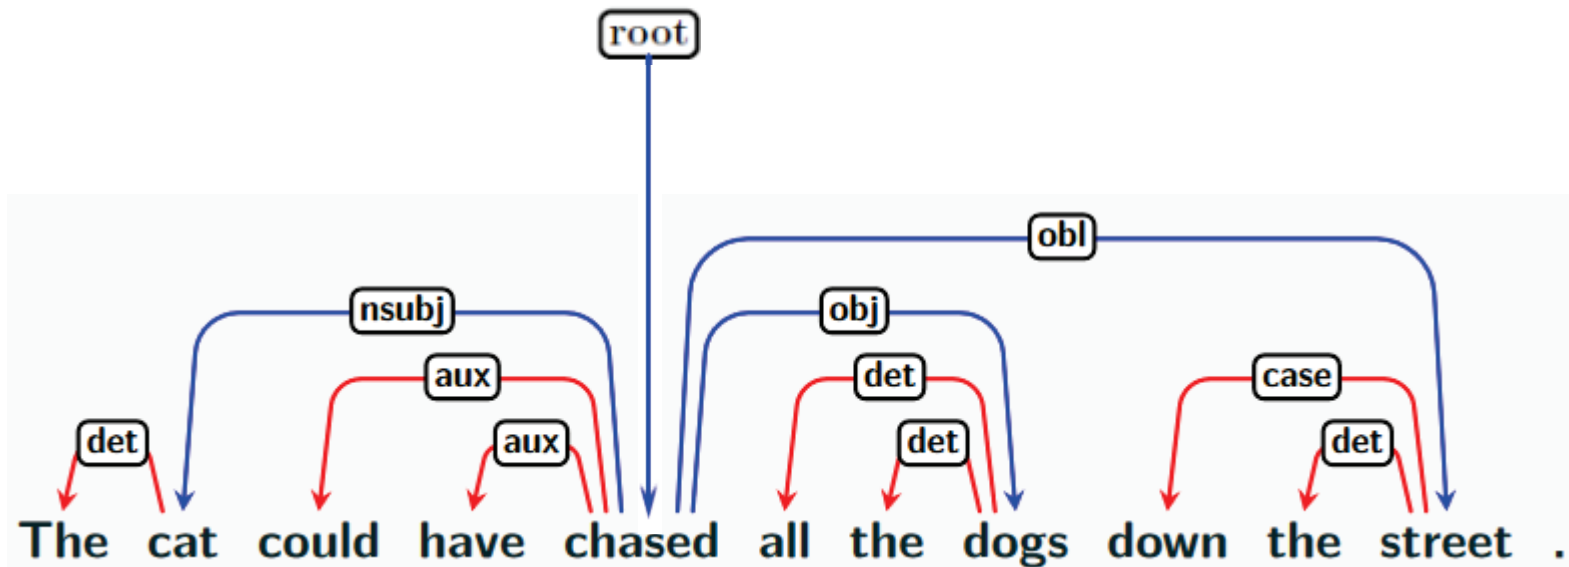 root
obl
nsubj obj
aux det case
det aux det det
The cat could have chased all the dogs down the street .